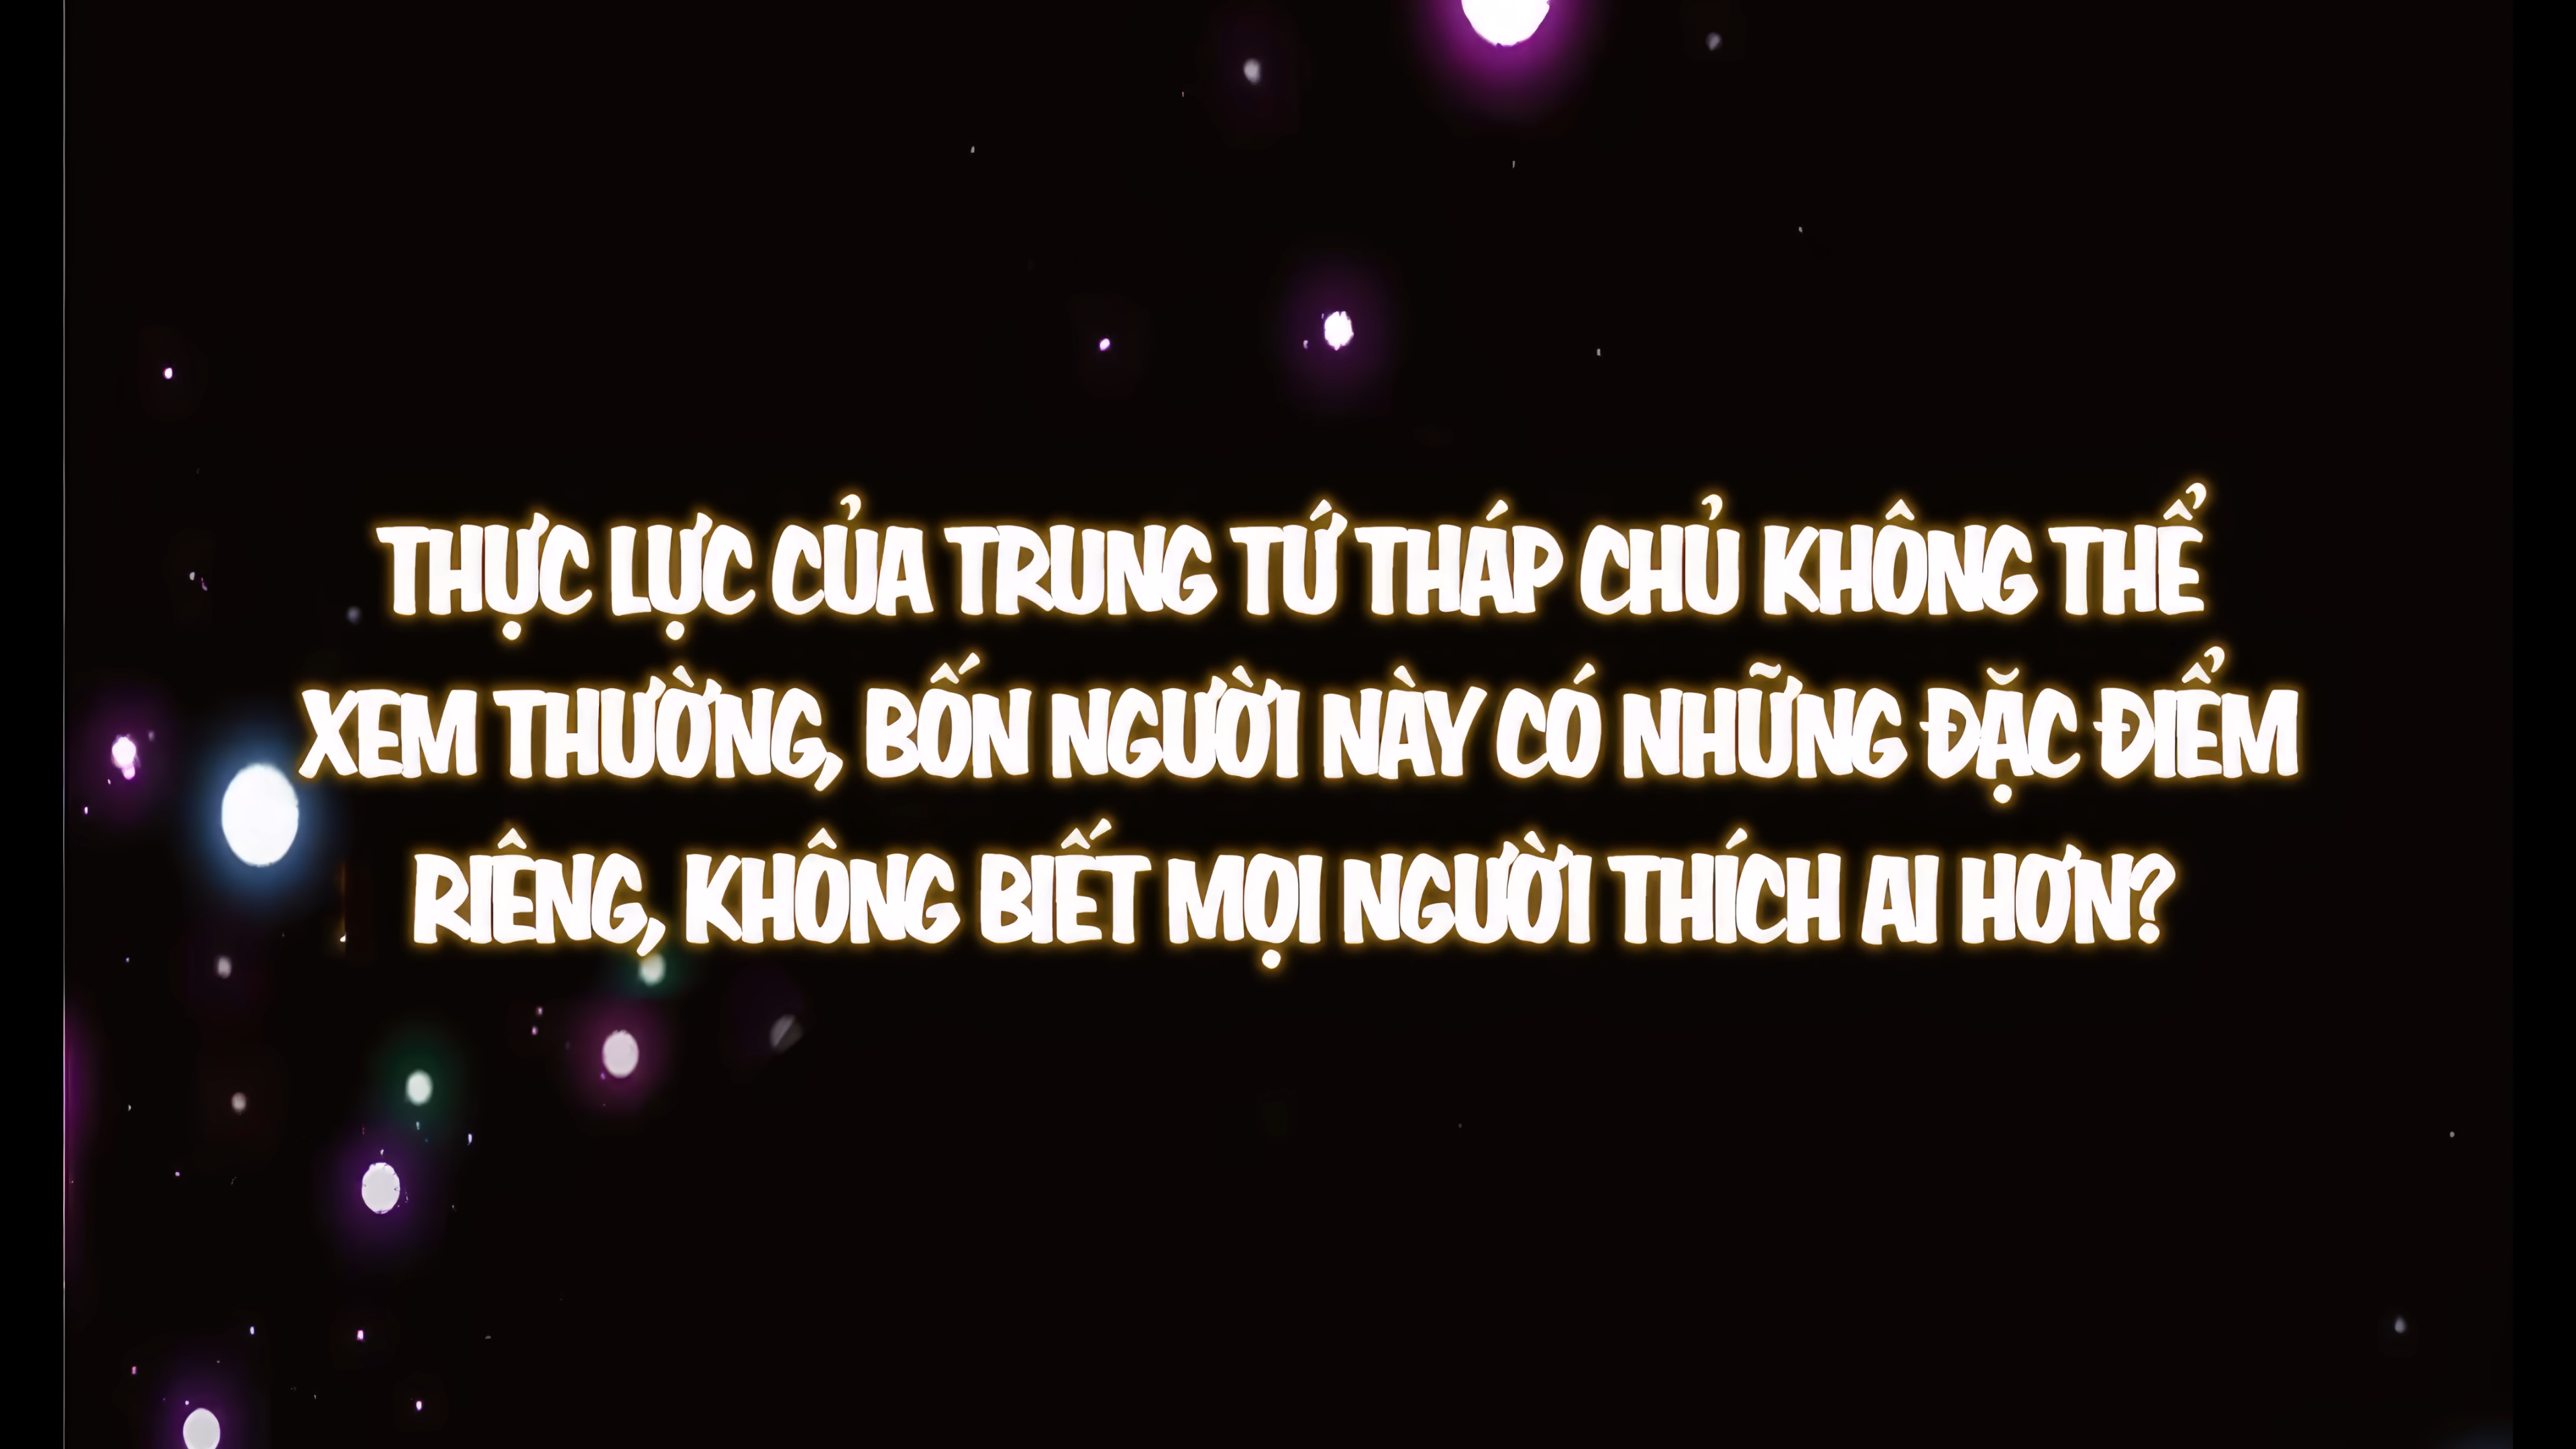 THỰC LỰC CỦA TRUNG TỨ THÁP CHỦ KHÔNG THỂ
XEM THƯỜNG, BỐN NGƯỜI NÀY CÓ NHỮNG ĐẶC ĐIỂM
RIÊNG, KHÔNG BIẾT MỌI NGƯỜI THÍCH AI HƠN?